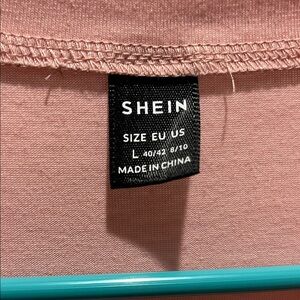 SHEIN
SIZE EU US
L 40/42 8/10
MADE IN CHINA